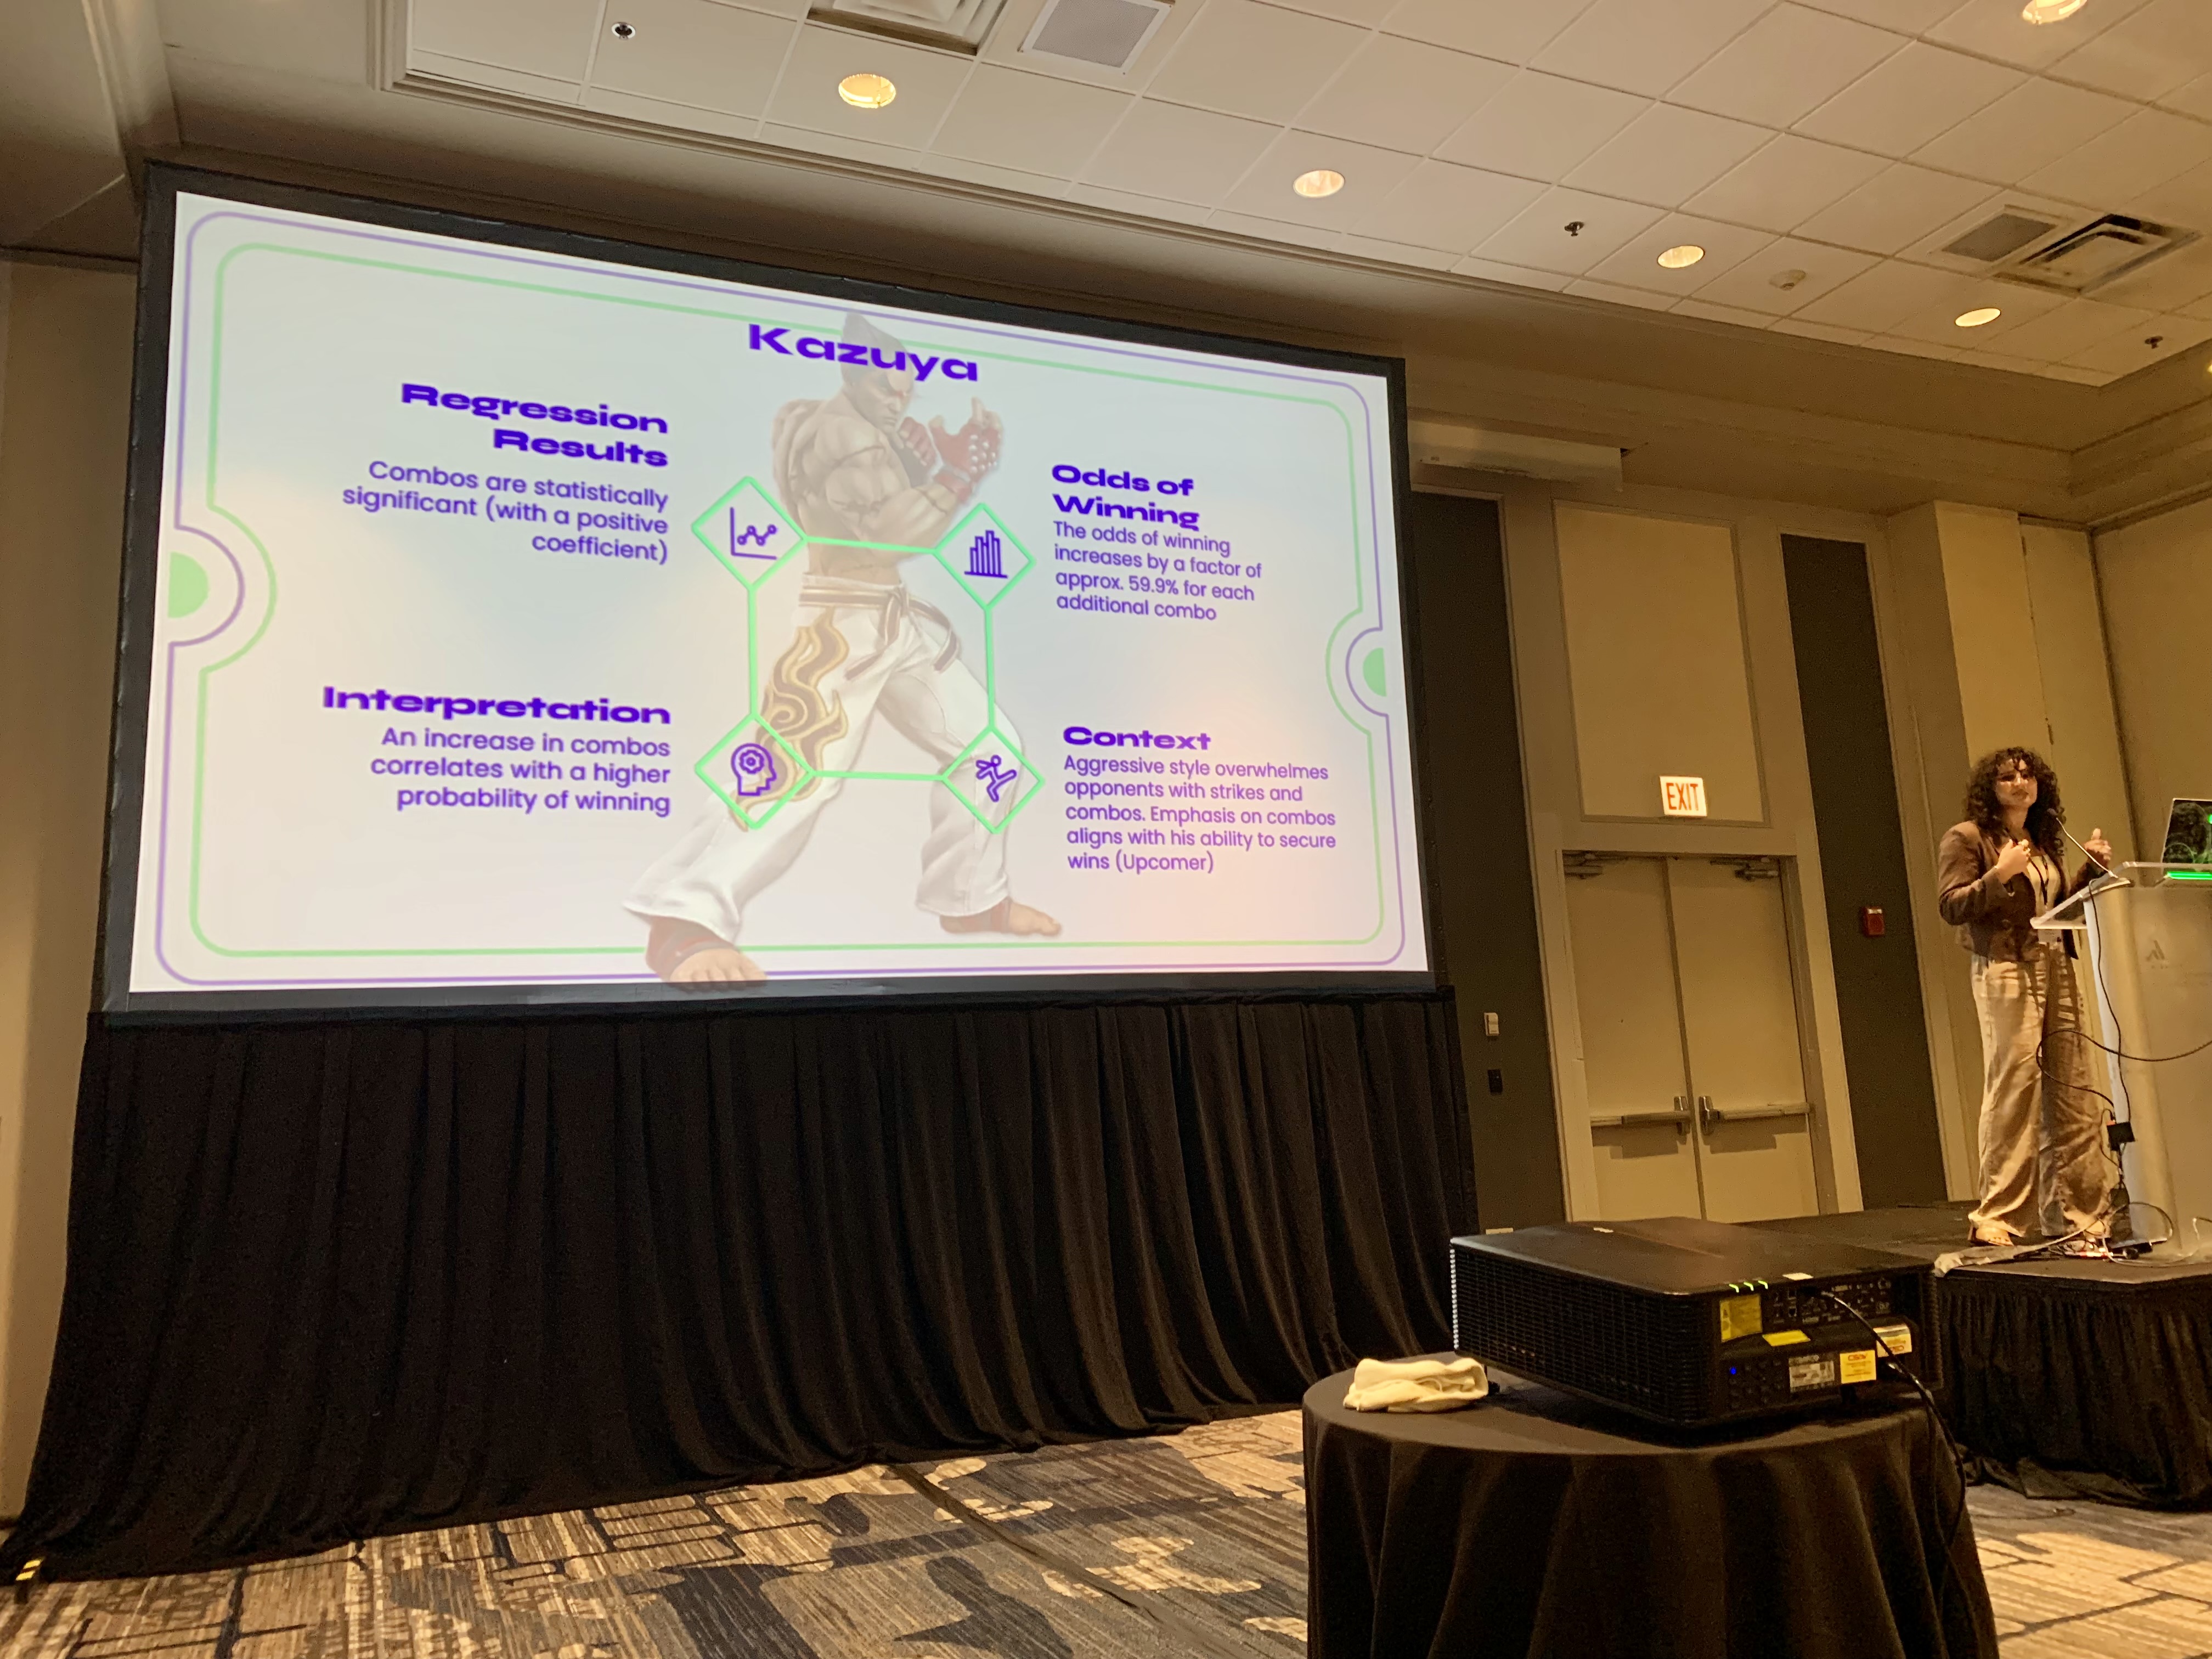 Kazuya
Regression
Results
Combos are statistically
significant (with a positive
coefficient)
Odds of
Winning
The odds of winning
increases by a factor of
approx. 59.9% for each
additional combo
Interpretation
An increase in combos
correlates with a higher
probability of winning
Context
Aggressive style overwhelmes
opponents with strikes and
combos. Emphasis on combos
aligns with his ability to secure
wins (Upcomer)
EXIT